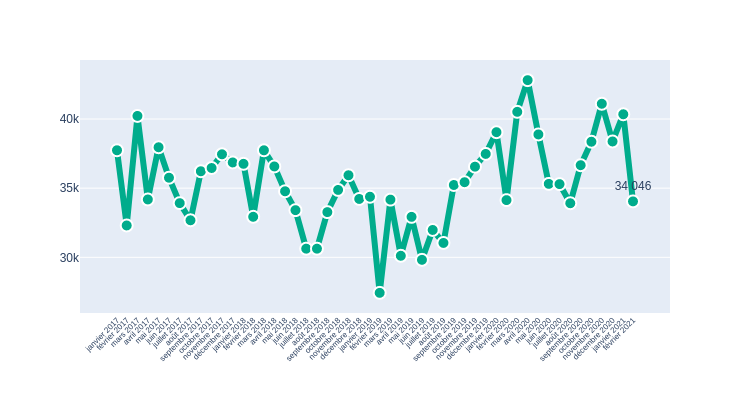 40k
35k
30k
34 046
janvier 2017
février 2017
mars 2017
avril 2017
mai 2017
juin 2017
juillet 2017
août 2017
septembre 2017
octobre 2017
novembre 2017
décembre 2017
janvier 2018
février 2018
mars 2018
avril 2018
mai 2018
juin 2018
juillet 2018
août 2018
septembre 2018
octobre 2018
novembre 2018
décembre 2018
janvier 2019
février 2019
mars 2019
avril 2019
mai 2019
juin 2019
juillet 2019
août 2019
septembre 2019
octobre 2019
novembre 2019
décembre 2019
janvier 2020
février 2020
mars 2020
avril 2020
mai 2020
juin 2020
juillet 2020
août 2020
septembre 2020
octobre 2020
novembre 2020
décembre 2020
janvier 2021
février 2021